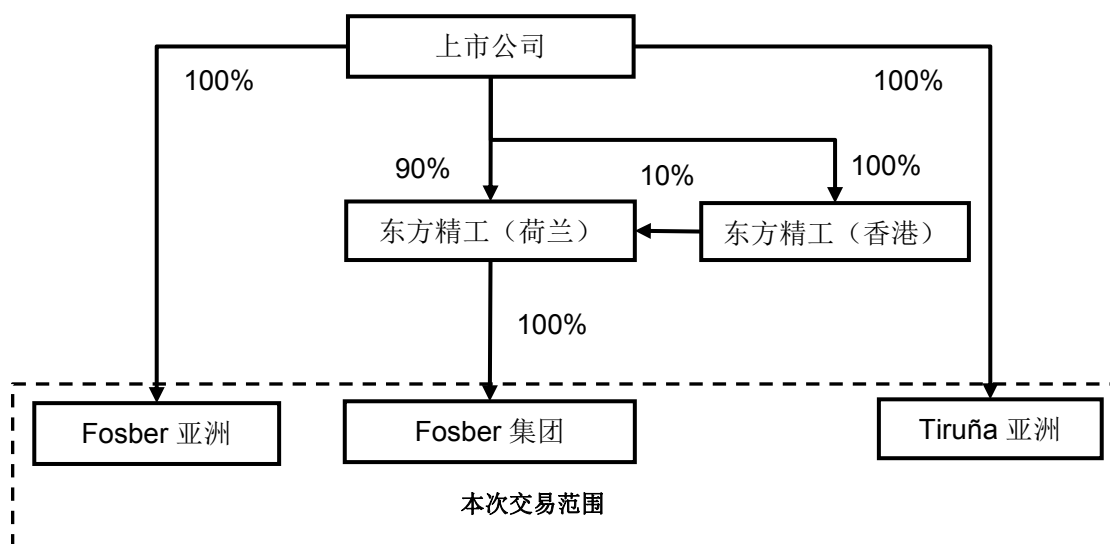 上市公司
100%
100%
90%
10%
100%
东方精工（荷兰）
东方精工（香港）
100%
Fosber 亚洲
Fosber 集团
Tiruña 亚洲
本次交易范围